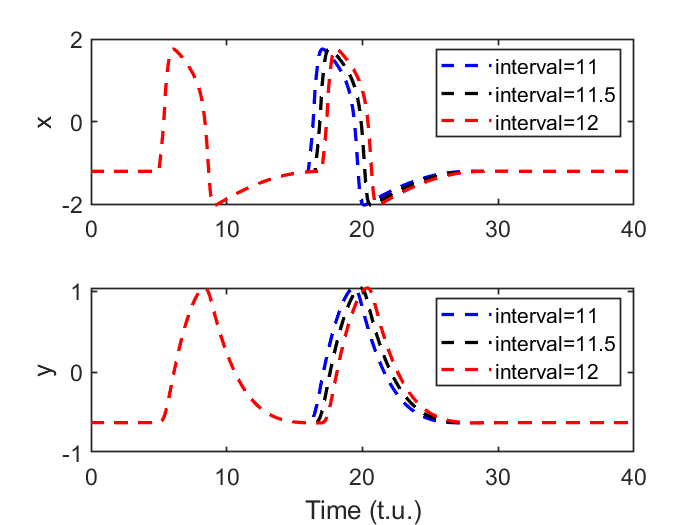 2
0
-2
x
interval=11
interval=11.5
interval=12
0 10 20 30 40
1
0
-1
y
interval=11
interval=11.5
interval=12
0 10 20 30 40
Time (t.u.)